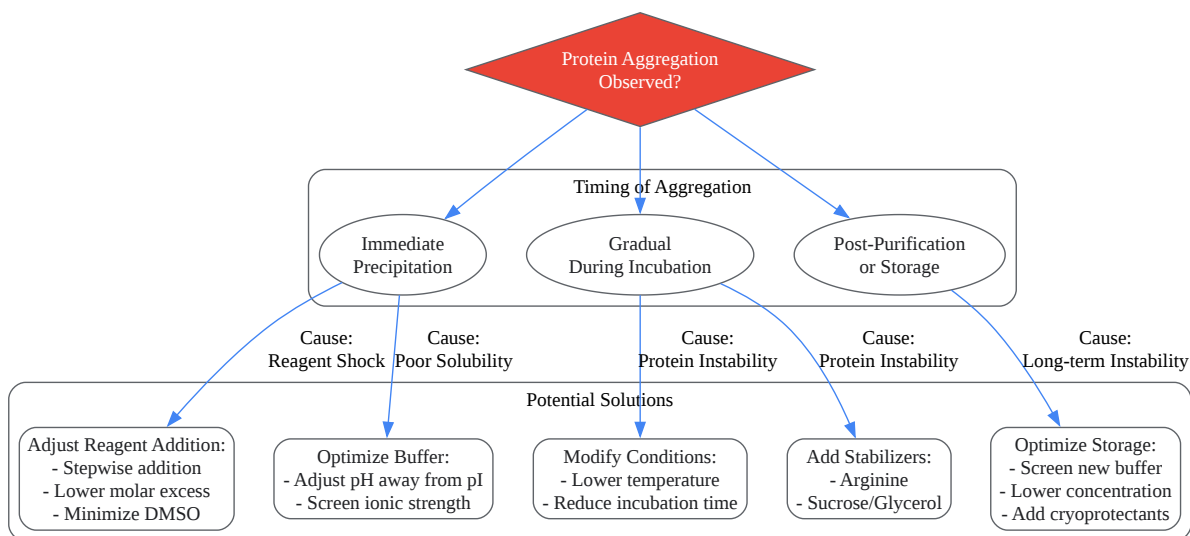 Protein Aggregation
Observed?
Timing of Aggregation
Immediate
Precipitation
Gradual
During Incubation
Post-Purification
or Storage
Cause:
Reagent Shock
Cause:
Poor Solubility
Cause:
Protein Instability
Cause:
Protein Instability
Cause:
Long-term Instability
Potential Solutions
Adjust Reagent Addition:
- Stepwise addition
- Lower molar excess
- Minimize DMSO
Optimize Buffer:
- Adjust pH away from pI
- Screen ionic strength
Modify Conditions:
- Lower temperature
- Reduce incubation time
Add Stabilizers:
- Arginine
- Sucrose/Glycerol
Optimize Storage:
- Screen new buffer
- Lower concentration
- Add cryoprotectants